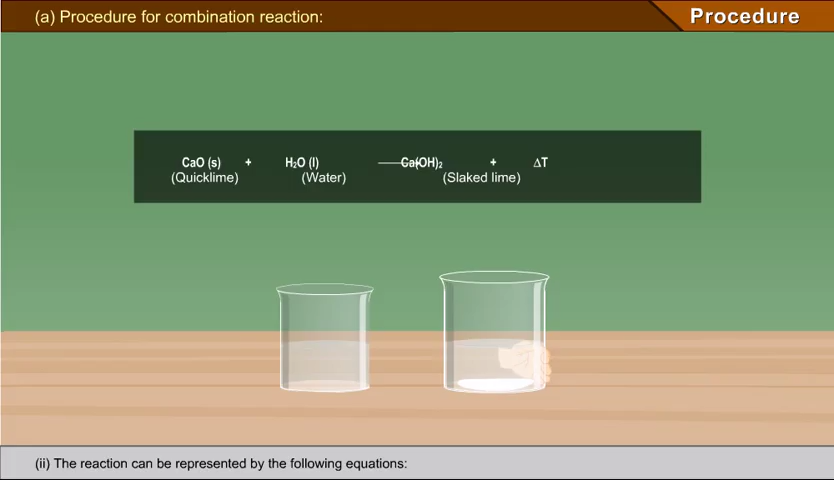 (a) Procedure for combination reaction:
Procedure
CaO (s) + H₂O (l) ⟶ Ca(OH)₂ + ΔT
(Quicklime) (Water) (Slaked lime)
(ii) The reaction can be represented by the following equations: